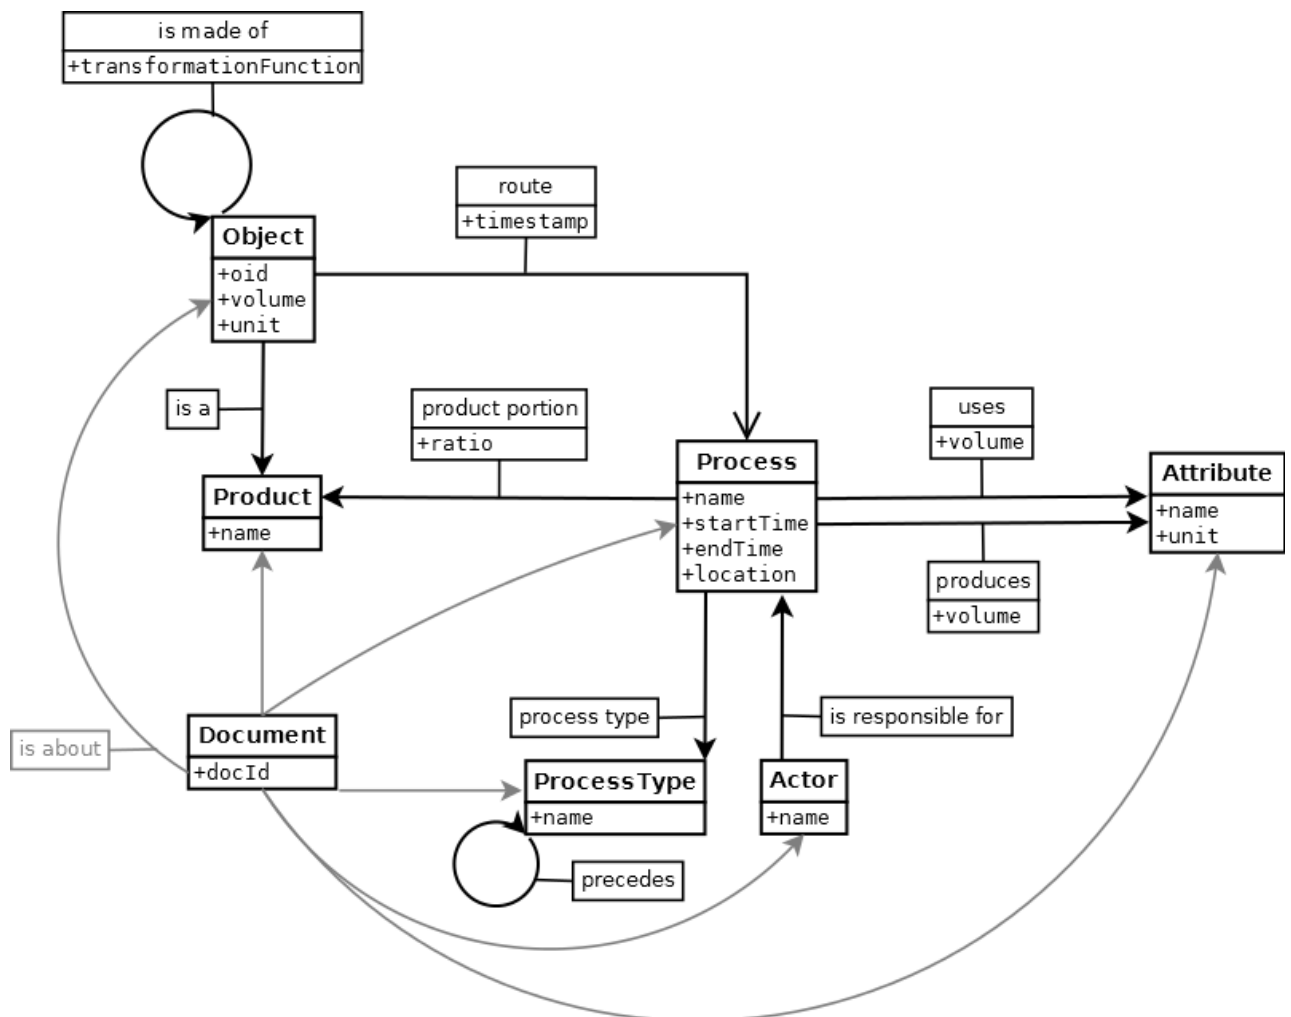 is made of
+transformationFunction
route
+timestamp
Object
+oid
+volume
+unit
is a
product portion
+ratio
uses
+volume
Process
+name
+startTime
+endTime
+location
Attribute
+name
+unit
Product
+name
produces
+volume
process type
is responsible for
is about
Document
+docId
ProcessType
+name
Actor
+name
precedes